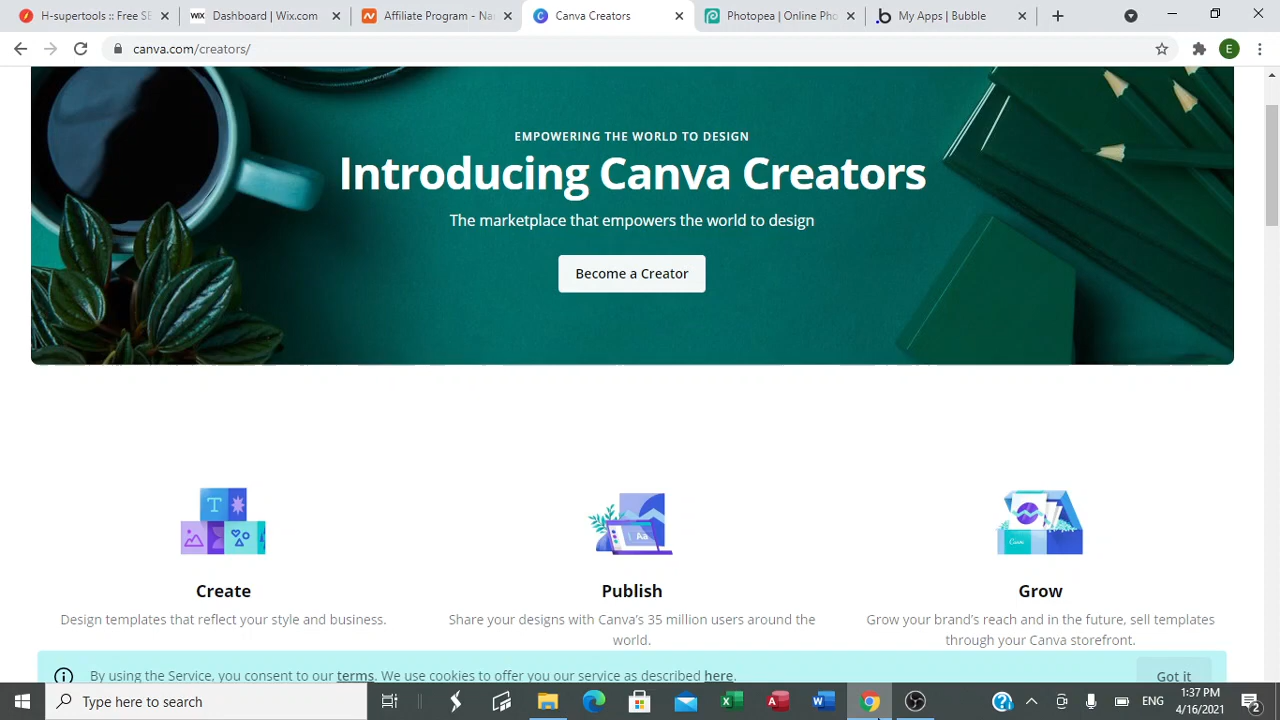 H-supertools :: Free SE
Dashboard | Wix.com
Affiliate Program - Na
Canva Creators
Photopea | Online Pho
My Apps | Bubble
canva.com/creators/
E
EMPOWERING THE WORLD TO DESIGN
Introducing Canva Creators
The marketplace that empowers the world to design
Become a Creator
Create
Design templates that reflect your style and business.
Publish
Share your designs with Canva's 35 million users around the
world.
Grow
Grow your brand's reach and in the future, sell templates
through your Canva storefront.
By using the Service, you consent to our terms. We use cookies to offer you our service as described here.
Got it
Type here to search
ENG
1:37 PM
4/16/2021
2